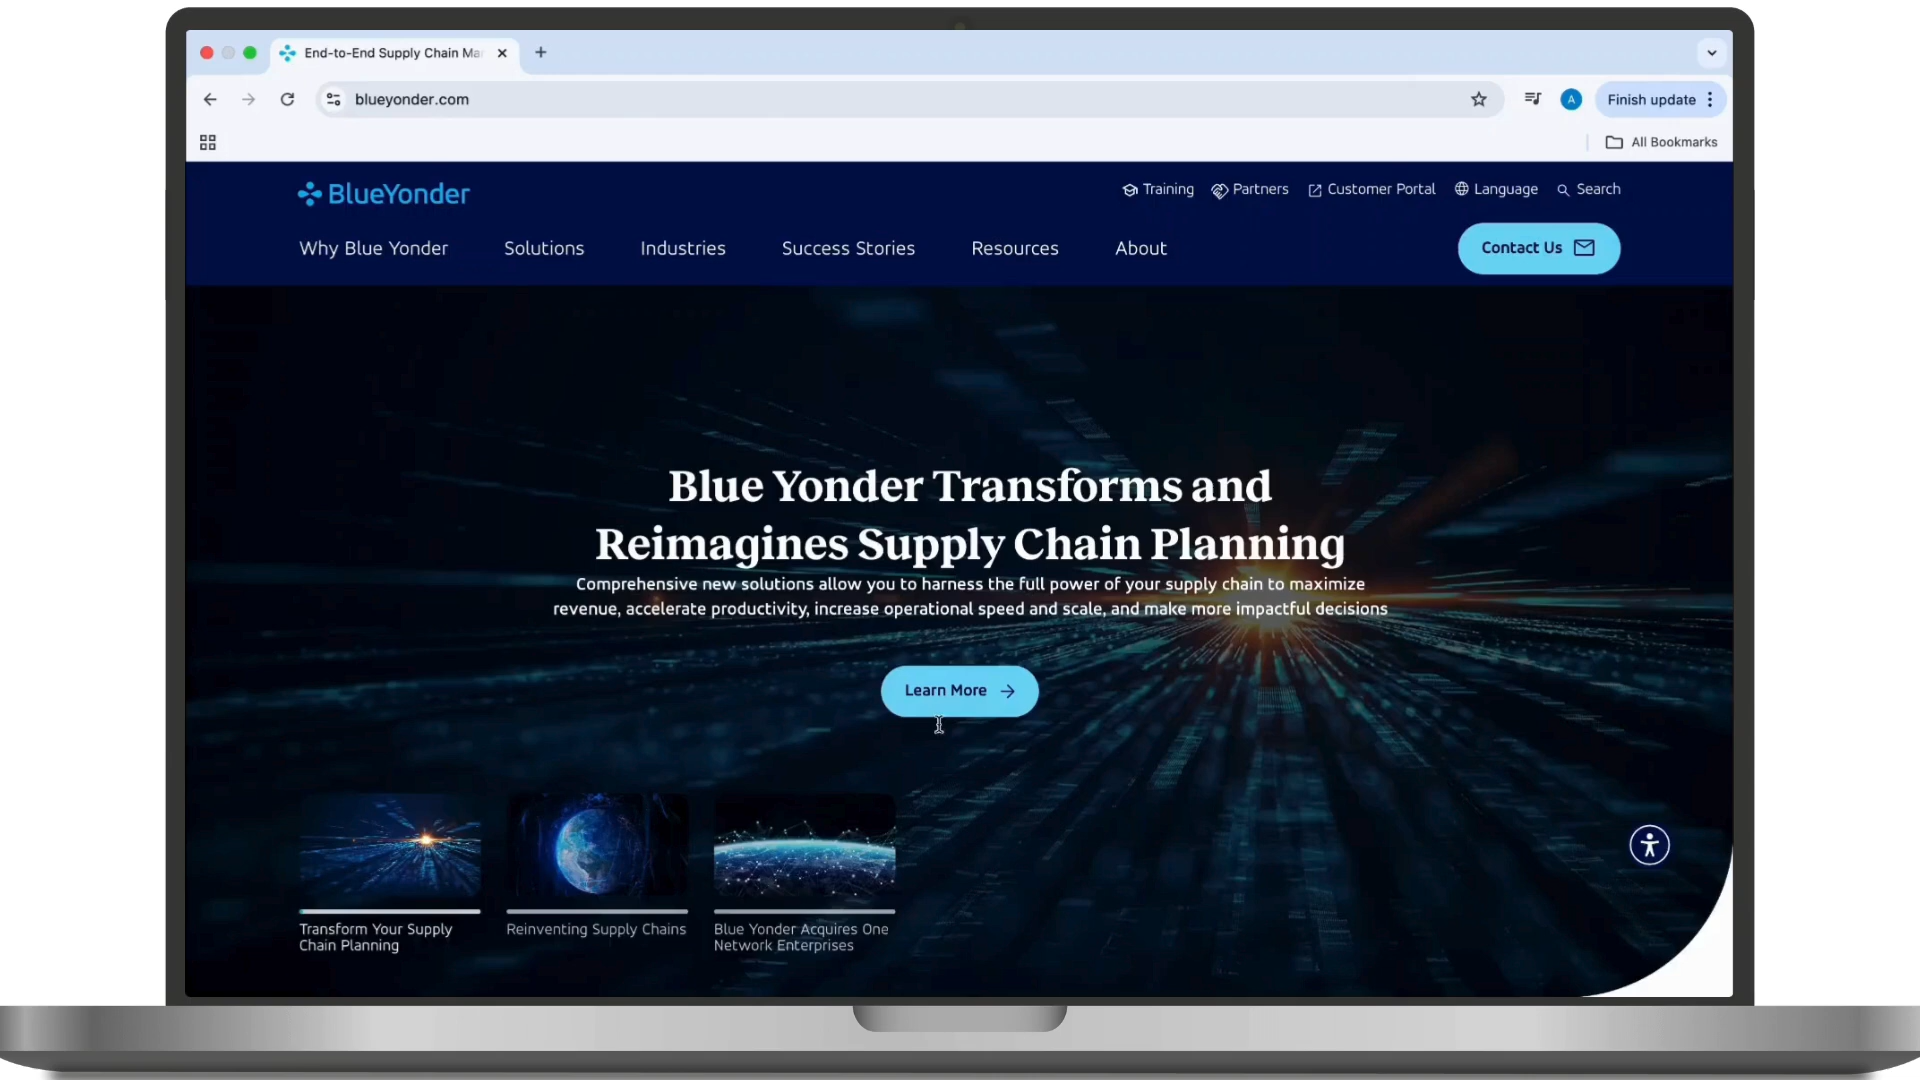 End-to-End Supply Chain Ma
blueyonder.com
A
Finish update
All Bookmarks
BlueYonder
Training
Partners
Customer Portal
Language
Search
Why Blue Yonder
Solutions
Industries
Success Stories
Resources
About
Contact Us
Blue Yonder Transforms and
Reimagines Supply Chain Planning
Comprehensive new solutions allow you to harness the full power of your supply chain to maximize
revenue, accelerate productivity, increase operational speed and scale, and make more impactful decisions
Learn More
Transform Your Supply
Chain Planning
Reinventing Supply Chains
Blue Yonder Acquires One
Network Enterprises